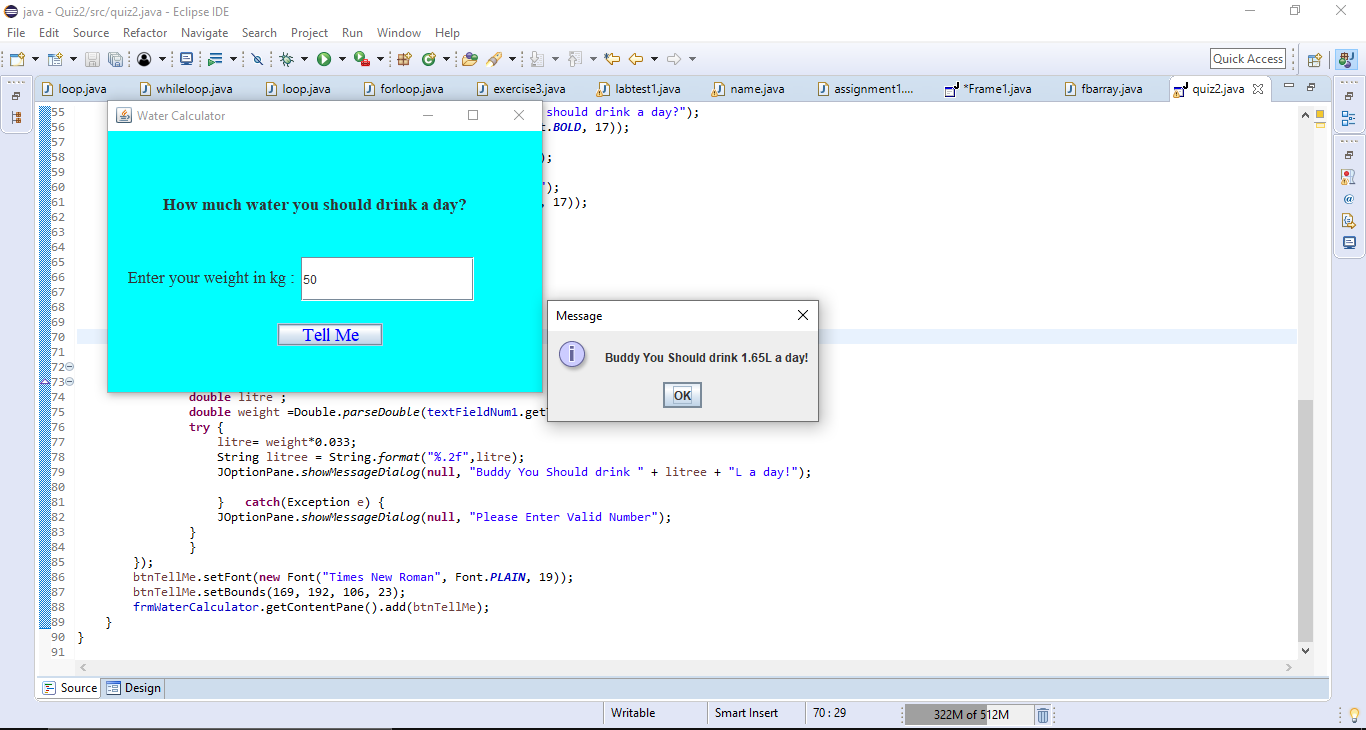 java - Quiz2/src/quiz2.java - Eclipse IDE
File Edit Source Refactor Navigate Search Project Run Window Help
Quick Access
loop.java whileloop.java loop.java forloop.java exercise3.java labtest1.java name.java assignment1.... *Frame1.java fbarray.java quiz2.java
Water Calculator
How much water you should drink a day?
Enter your weight in kg : 50
Tell Me
Message
Buddy You Should drink 1.65L a day!
OK
55 should drink a day?");
56 .BOLD, 17));
57
58 );
59
60 ");
61 , 17));
62
63
64
65
66
67
68
69
70
71
72
73
74 double litre ;
75 double weight =Double.parseDouble(textFieldNum1.get
76 try {
77 litre= weight*0.033;
78 String litree = String.format("%.2f",litre);
79 JOptionPane.showMessageDialog(null, "Buddy You Should drink " + litree + "L a day!");
80
81 } catch(Exception e) {
82 JOptionPane.showMessageDialog(null, "Please Enter Valid Number");
83 }
84 }
85 });
86 btnTellMe.setFont(new Font("Times New Roman", Font.PLAIN, 19));
87 btnTellMe.setBounds(169, 192, 106, 23);
88 frmWaterCalculator.getContentPane().add(btnTellMe);
89 }
90 }
91
Source Design
Writable Smart Insert 70 : 29 322M of 512M